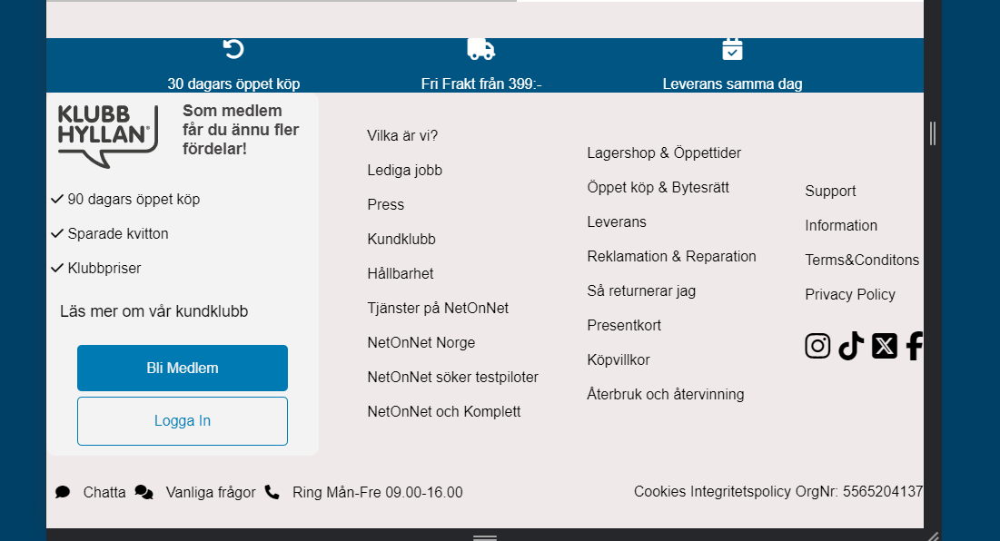 30 dagars öppet köp
Fri Frakt från 399:-
Leverans samma dag
KLUBB
HYLLAN
Som medlem
får du ännu fler
fördelar!
90 dagars öppet köp
Sparade kvitton
Klubbpriser
Läs mer om vår kundklubb
Bli Medlem
Logga In
Vilka är vi?
Lediga jobb
Press
Kundklubb
Hållbarhet
Tjänster på NetOnNet
NetOnNet Norge
NetOnNet söker testpiloter
NetOnNet och Komplett
Lagershop & Öppettider
Öppet köp & Bytesrätt
Leverans
Reklamation & Reparation
Så returnerar jag
Presentkort
Köpvillkor
Återbruk och återvinning
Support
Information
Terms&Conditons
Privacy Policy
Chatta
Vanliga frågor
Ring Mån-Fre 09.00-16.00
Cookies Integritetspolicy OrgNr: 5565204137